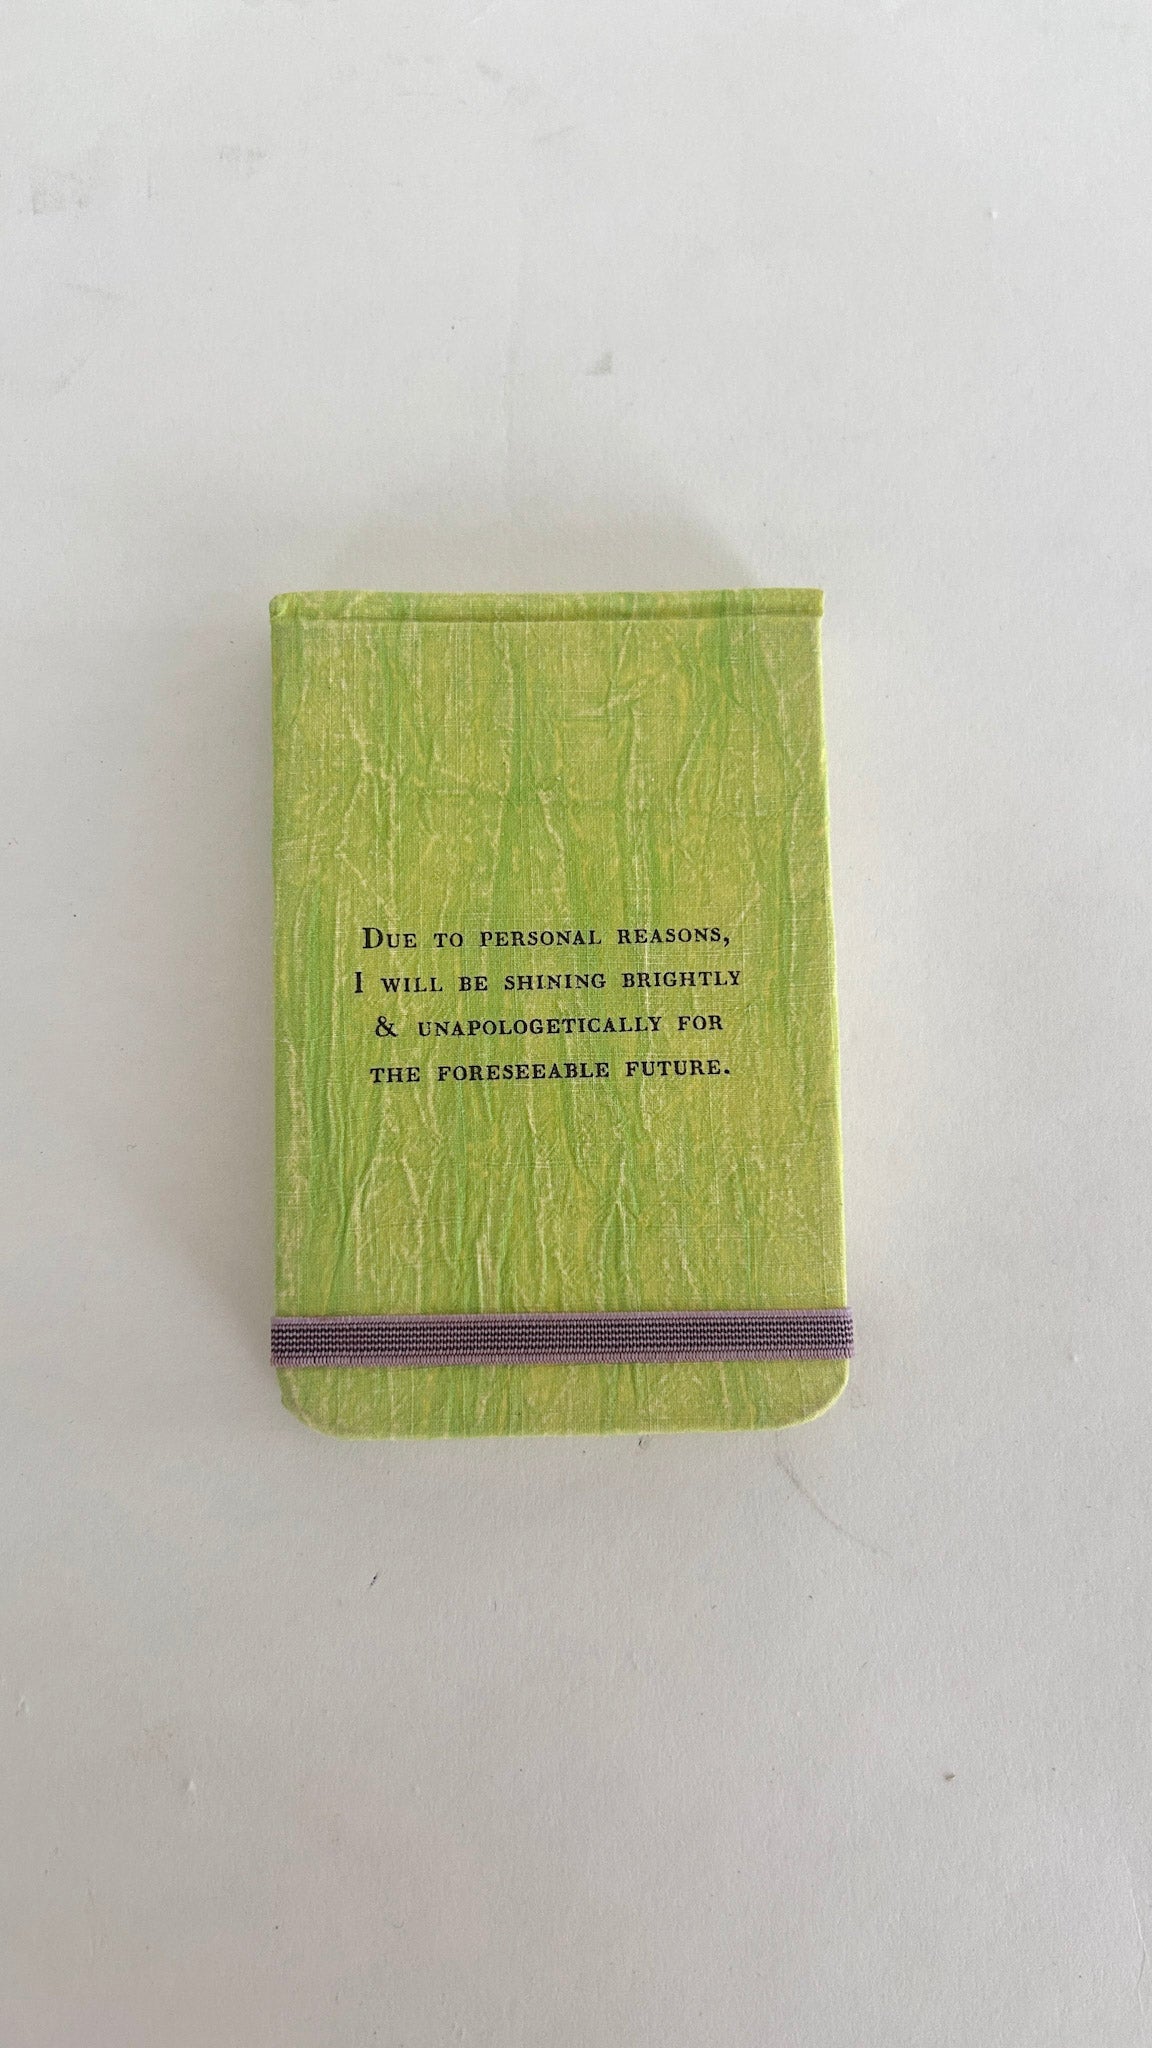 Due to personal reasons,
I will be shining brightly
& unapologetically for
the foreseeable future.